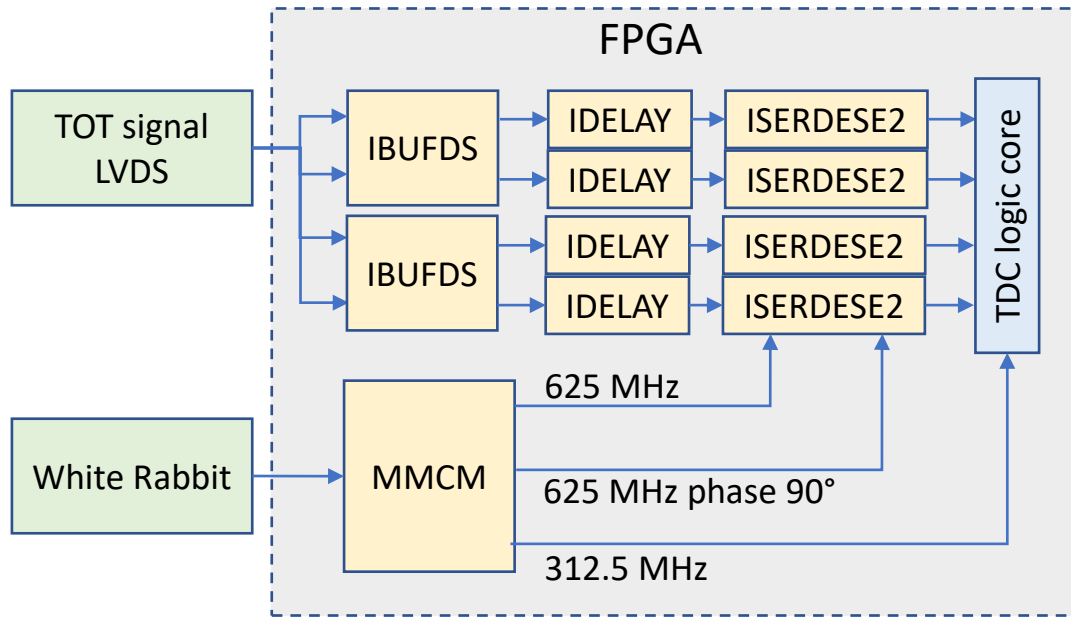 FPGA
TOT signal
LVDS
IBUFDS
IDELAY
ISERDESE2
IDELAY
ISERDESE2
IBUFDS
IDELAY
ISERDESE2
IDELAY
ISERDESE2
TDC logic core
White Rabbit
MMCM
625 MHz
625 MHz phase 90°
312.5 MHz